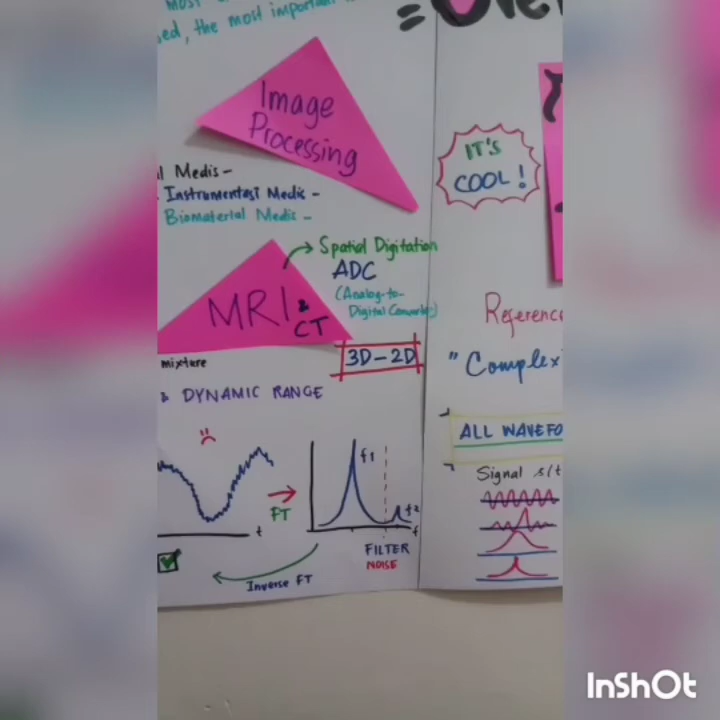 ed, the most important
Image
Processing
l Medis -
Instrumentasi Medis -
Biomaterial Medis -
Spatial Digitation
ADC
(Analog-to-
Digital Converter)
MRI &
CT
3D-2D
mixture
& DYNAMIC RANGE
f1
f2
FT
t
f
FILTER
NOISE
Inverse FT
IT'S
COOL!
Reference
"Complex
ALL WAVEFO
Signal s/t
InShOt